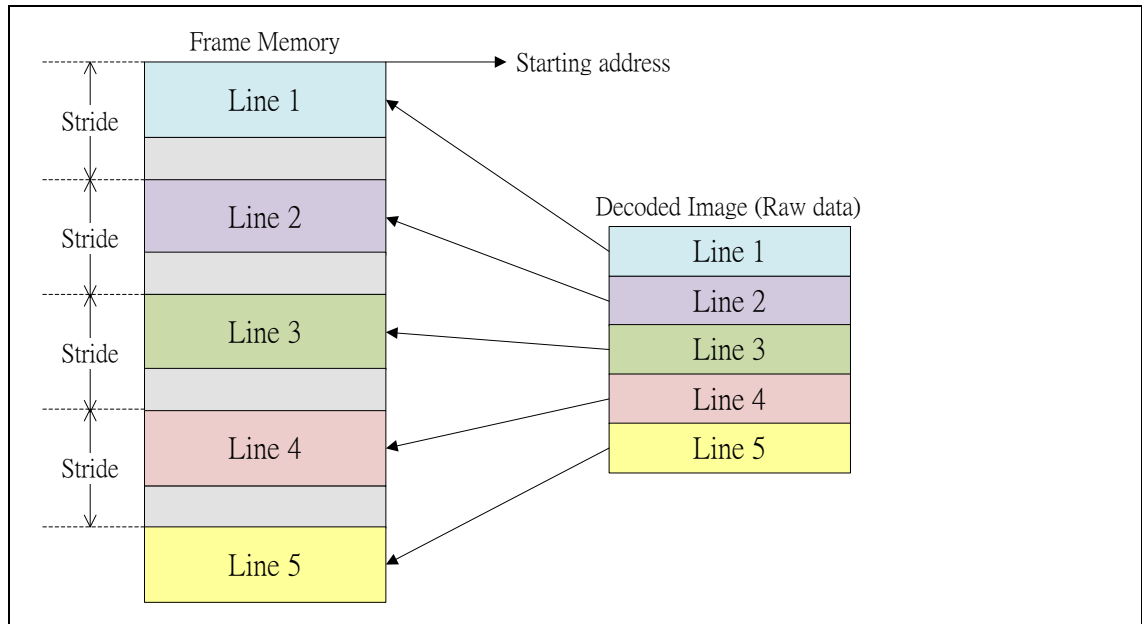 Frame Memory
Starting address
Line 1
Stride
Line 2
Stride
Line 3
Stride
Line 4
Stride
Line 5
Decoded Image (Raw data)
Line 1
Line 2
Line 3
Line 4
Line 5